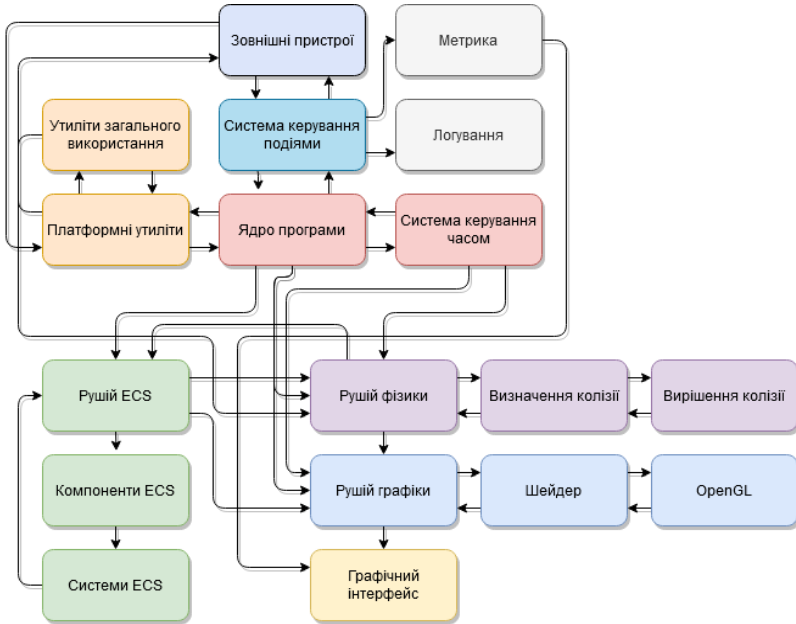 Зовнішні пристрої
Метрика
Утиліти загального
використання
Система керування
подіями
Логування
Платформні утиліти
Ядро програми
Система керування
часом
Рушій ECS
Рушій фізики
Визначення колізії
Вирішення колізії
Компоненти ECS
Рушій графіки
Шейдер
OpenGL
Системи ECS
Графічний
інтерфейс